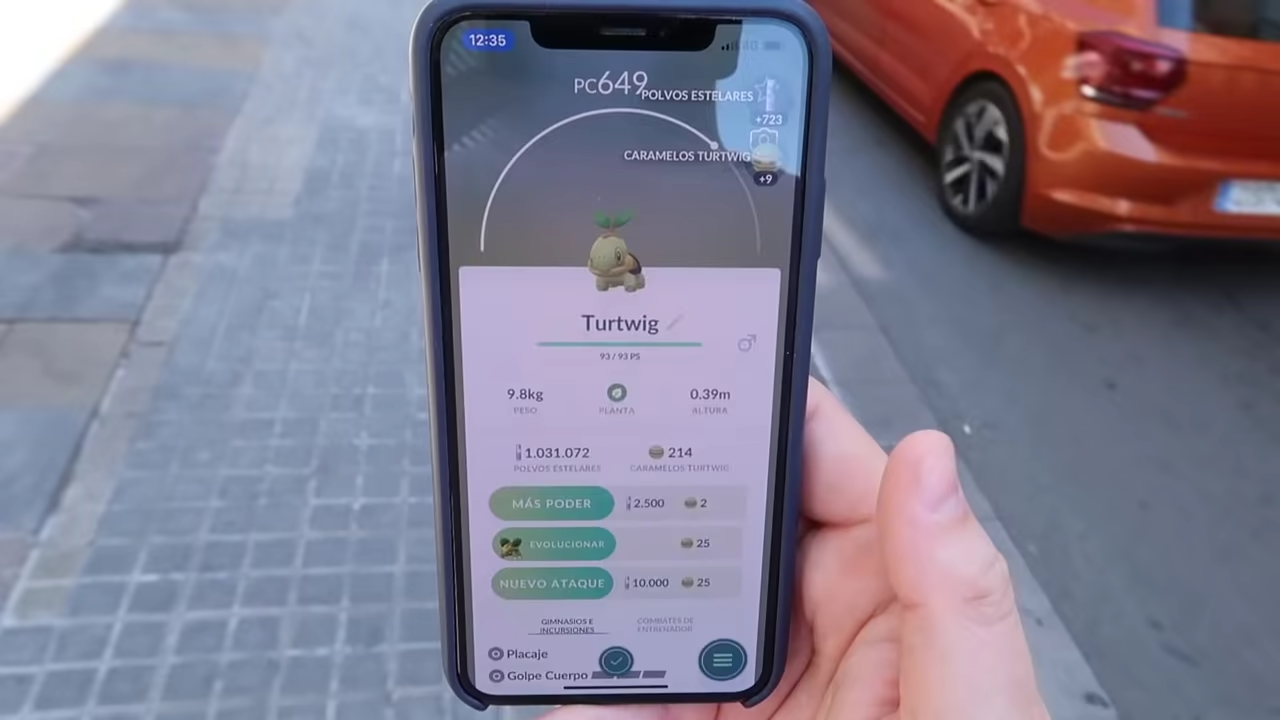 12:35
PC649
POLVOS ESTELARES
+723
CARAMELOS TURTWIG
+9
Turtwig
93 / 93 PS
9.8kg
PESO
PLANTA
0.39m
ALTURA
1.031.072
POLVOS ESTELARES
214
CARAMELOS TURTWIG
MÁS PODER
2.500
2
EVOLUCIONAR
25
NUEVO ATAQUE
10.000
25
GIMNASIOS E
INCURSIONES
COMBATES DE
ENTRENADOR
Placaje
Golpe Cuerpo